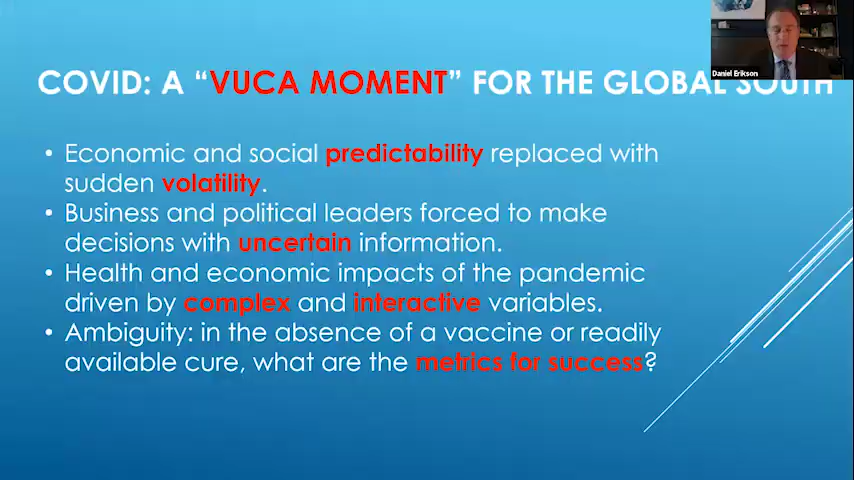 Daniel Erikson
COVID: A “VUCA MOMENT” FOR THE GLOBAL SOUTH
• Economic and social predictability replaced with
sudden volatility.
• Business and political leaders forced to make
decisions with uncertain information.
• Health and economic impacts of the pandemic
driven by complex and interactive variables.
• Ambiguity: in the absence of a vaccine or readily
available cure, what are the metrics for success?